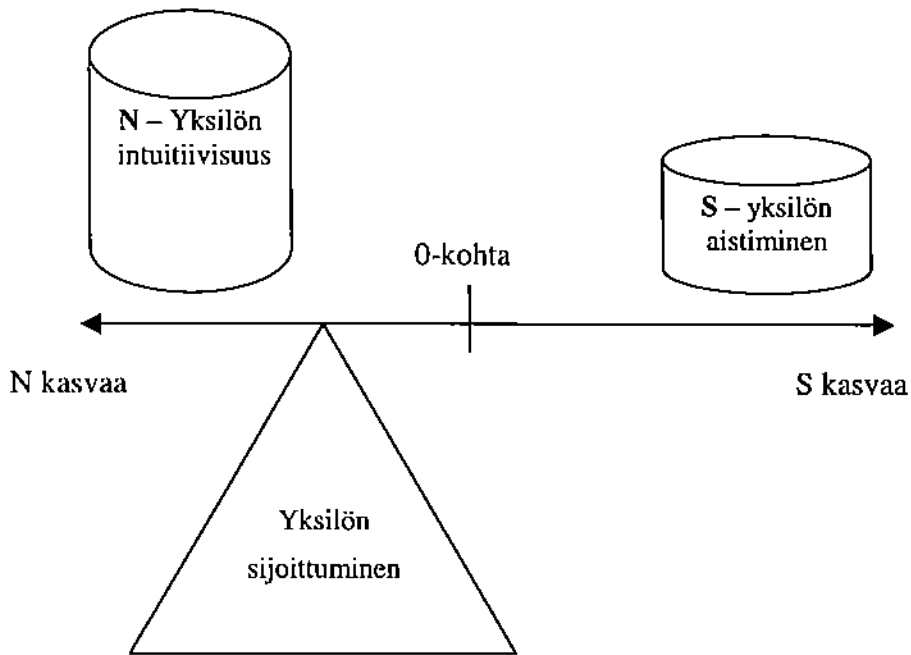 N – Yksilön
intuitiivisuus
S – yksilön
aistiminen
0-kohta
N kasvaa
S kasvaa
Yksilön
sijoittuminen